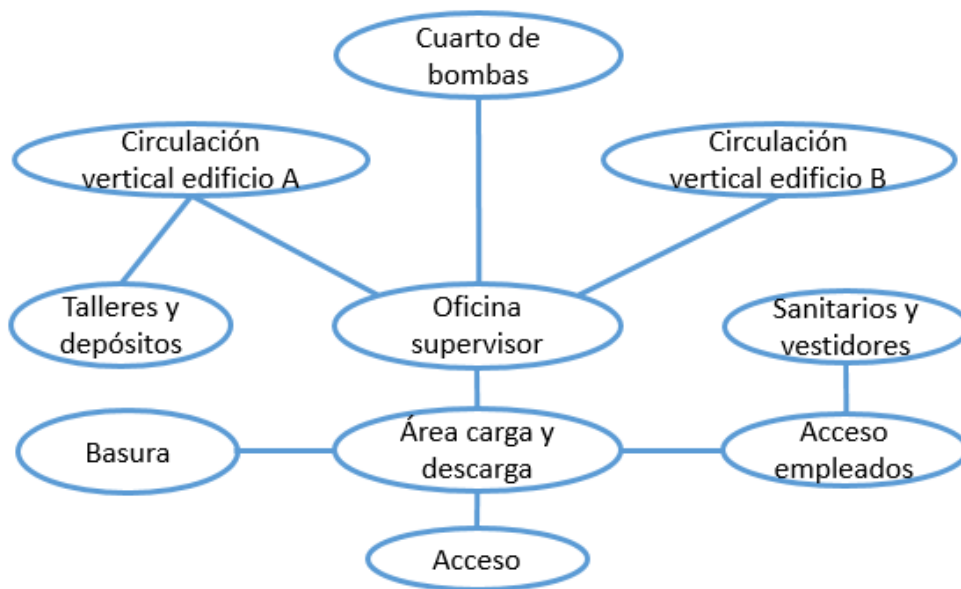 Cuarto de
bombas
Circulación
vertical edificio A
Circulación
vertical edificio B
Talleres y
depósitos
Oficina
supervisor
Sanitarios y
vestidores
Basura
Área carga y
descarga
Acceso
empleados
Acceso